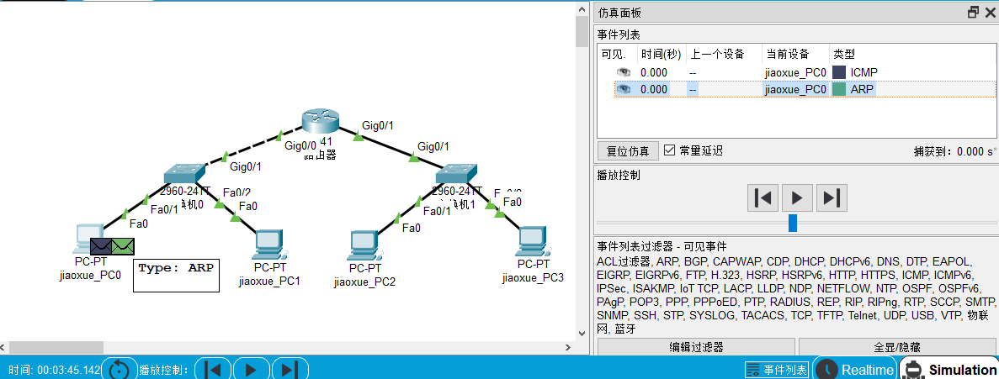 仿真面板
事件列表
可见. 时间(秒) 上一个设备 当前设备 类型
0.000 -- jiaoxue_PC0 ICMP
0.000 -- jiaoxue_PC0 ARP
复位仿真 常量延迟 捕获到：0.000 s*
播放控制
事件列表过滤器 - 可见事件
ACL过滤器, ARP, BGP, CAPWAP, CDP, DHCP, DHCPv6, DNS, DTP, EAPOL,
EIGRP, EIGRPv6, FTP, H.323, HSRP, HSRPv6, HTTP, HTTPS, ICMP, ICMPv6,
IPSec, ISAKMP, IoT TCP, LACP, LLDP, NDP, NETFLOW, NTP, OSPF, OSPFv6,
PAgP, POP3, PPP, PPPoED, PTP, RADIUS, REP, RIP, RIPng, RTP, SCCP, SMTP,
SNMP, SSH, STP, SYSLOG, TACACS, TCP, TFTP, Telnet, UDP, USB, VTP, 物联
网, 蓝牙
编辑过滤器 全显/隐藏
Gig0/1
Gig0/0 41
由器
Gig0/1
Gig0/1
2960-24TT
换机0
Fa0/2
Fa0/1
Fa0
Fa0
2960-24TT
换机1
Fa0/1
Fa0
Fa0
PC-PT
jiaoxue_PC0
Type: ARP
PC-PT
jiaoxue_PC1
PC-PT
jiaoxue_PC2
PC-PT
jiaoxue_PC3
时间: 00:03:45.142 播放控制： 事件列表 Realtime Simulation